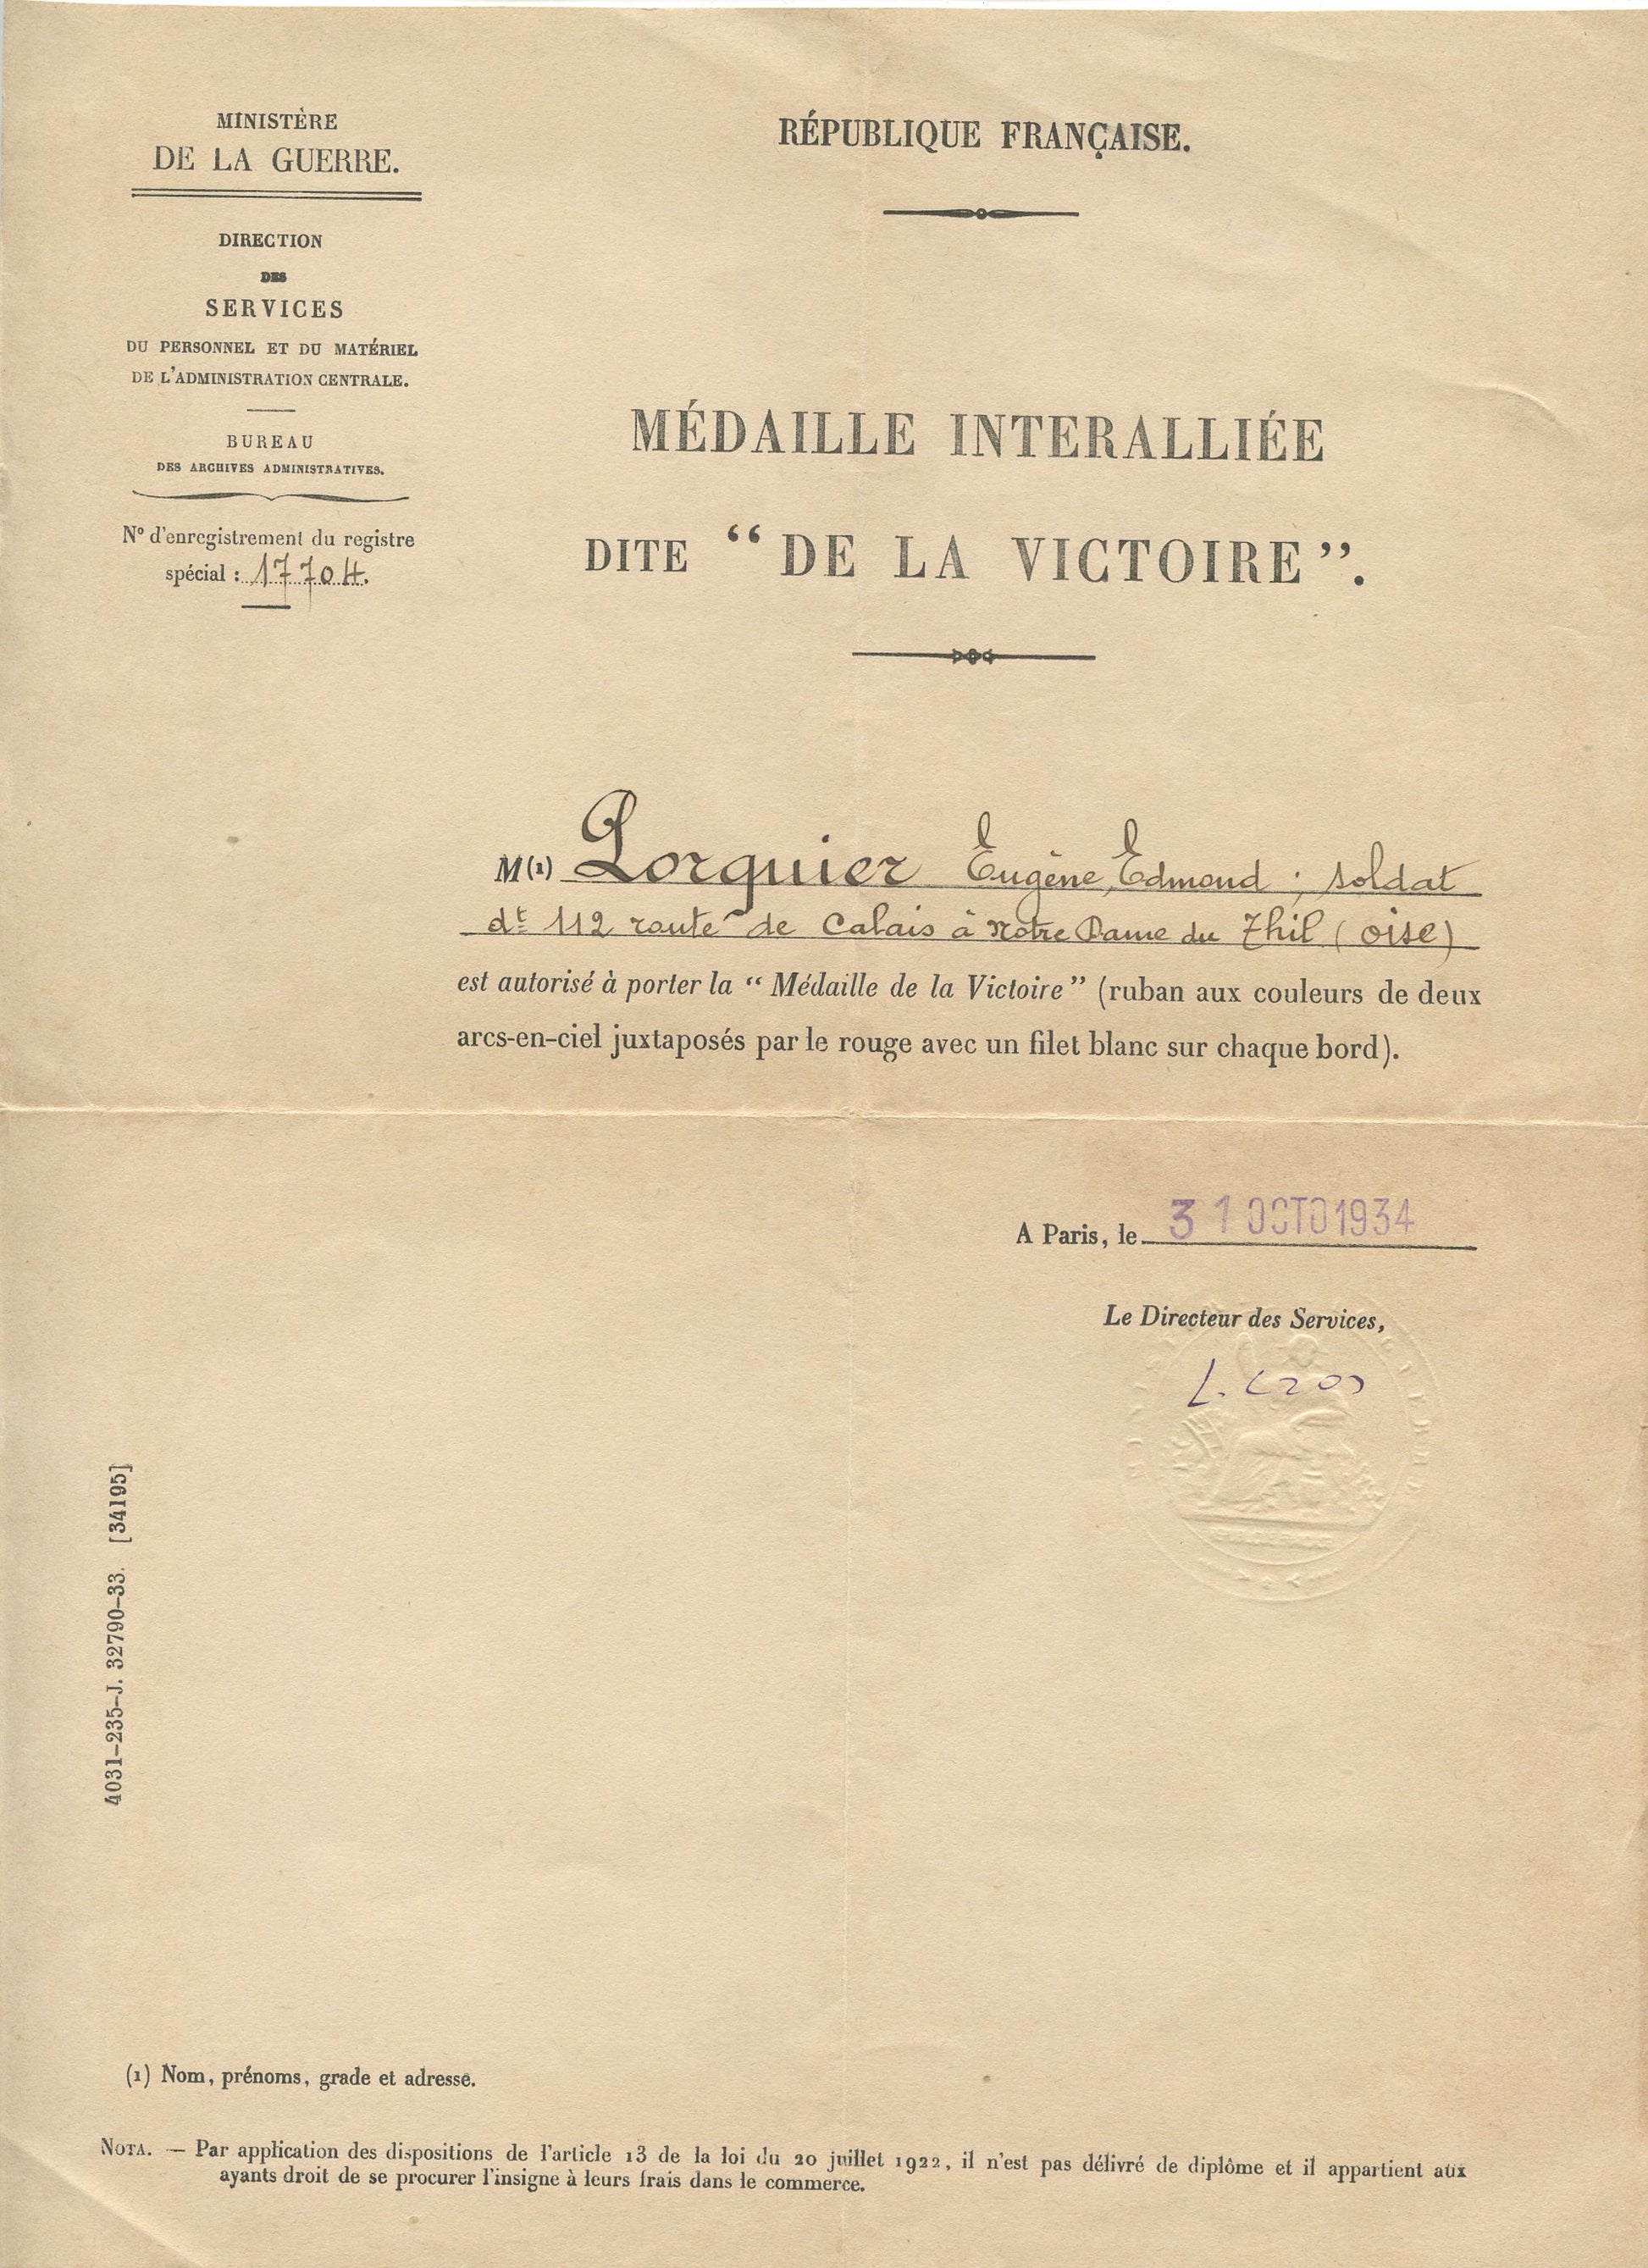 MINISTÈRE
DE LA GUERRE.
DIRECTION
DES
SERVICES
DU PERSONNEL ET DU MATÉRIEL
DE L'ADMINISTRATION CENTRALE.
BUREAU
DES ARCHIVES ADMINISTRATIVES.
N° d'enregistrement du registre
spécial : 17704.
RÉPUBLIQUE FRANÇAISE.
MÉDAILLE INTERALLIÉE
DITE “ DE LA VICTOIRE ”.
M(1) Lorquier Eugène, Edmond ; soldat
dt 112 route de Calais à Notre Dame du Thil (oise)
est autorisé à porter la “ Médaille de la Victoire ” (ruban aux couleurs de deux
arcs-en-ciel juxtaposés par le rouge avec un filet blanc sur chaque bord).
A Paris, le 31 OCTO 1934
Le Directeur des Services,
L. Cros
4031-235-J. 32790-33. [34195]
(1) Nom, prénoms, grade et adresse.
NOTA. — Par application des dispositions de l'article 13 de la loi du 20 juillet 1922, il n'est pas délivré de diplôme et il appartient aux
ayants droit de se procurer l'insigne à leurs frais dans le commerce.